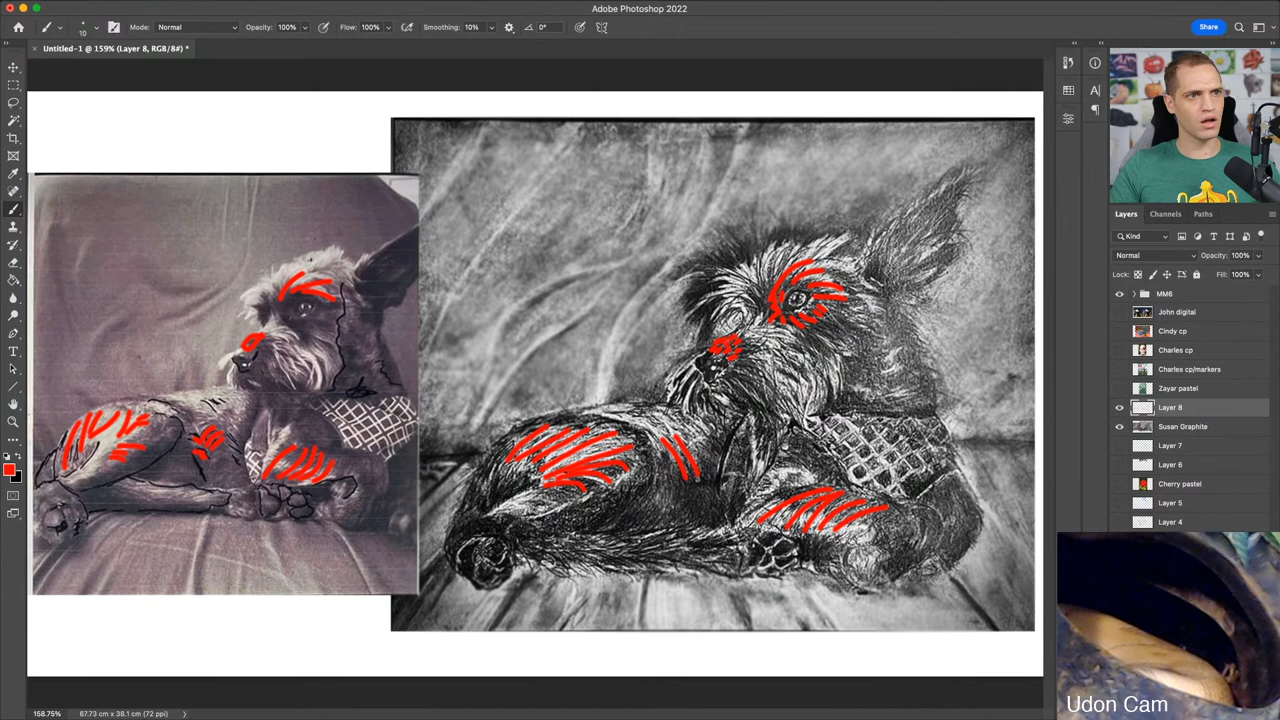 Adobe Photoshop 2022
10
Mode: Normal
Opacity: 100%
Flow: 100%
Smoothing: 10%
0°
Share
Untitled-1 @ 159% (Layer 8, RGB/8#) *
Layers
Channels
Paths
Kind
Normal
Opacity: 100%
Lock:
Fill: 100%
MM6
John digital
Cindy cp
Charles cp
Charles cp/markers
Zayar pastel
Layer 8
Susan Graphite
Layer 7
Layer 6
Cherry pastel
Layer 5
Layer 4
Udon Cam
158.75%
67.73 cm x 38.1 cm (72 ppi)